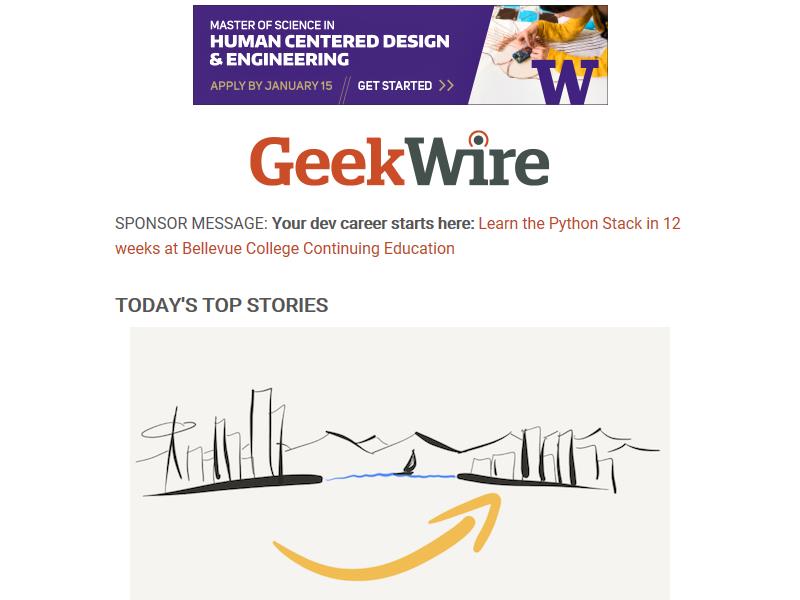 MASTER OF SCIENCE IN
HUMAN CENTERED DESIGN
& ENGINEERING
APPLY BY JANUARY 15 // GET STARTED >>
W
GeekWire
SPONSOR MESSAGE: Your dev career starts here: Learn the Python Stack in 12
weeks at Bellevue College Continuing Education
TODAY'S TOP STORIES